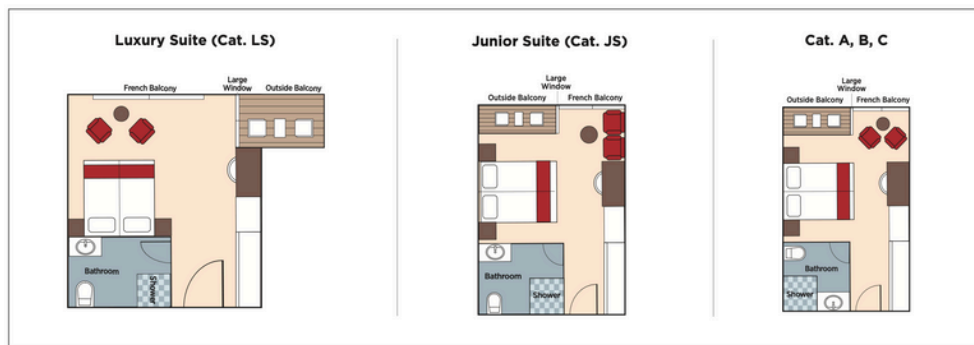 Luxury Suite (Cat. LS)
French Balcony
Large
Window
Outside Balcony
Bathroom
Shower
Junior Suite (Cat. JS)
Large
Window
Outside Balcony
French Balcony
Bathroom
Shower
Cat. A, B, C
Large
Window
Outside Balcony
French Balcony
Bathroom
Shower